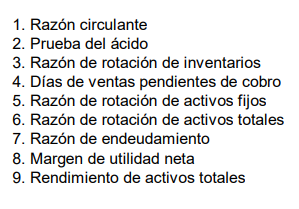 1. Razón circulante
2. Prueba del ácido
3. Razón de rotación de inventarios
4. Días de ventas pendientes de cobro
5. Razón de rotación de activos fijos
6. Razón de rotación de activos totales
7. Razón de endeudamiento
8. Margen de utilidad neta
9. Rendimiento de activos totales